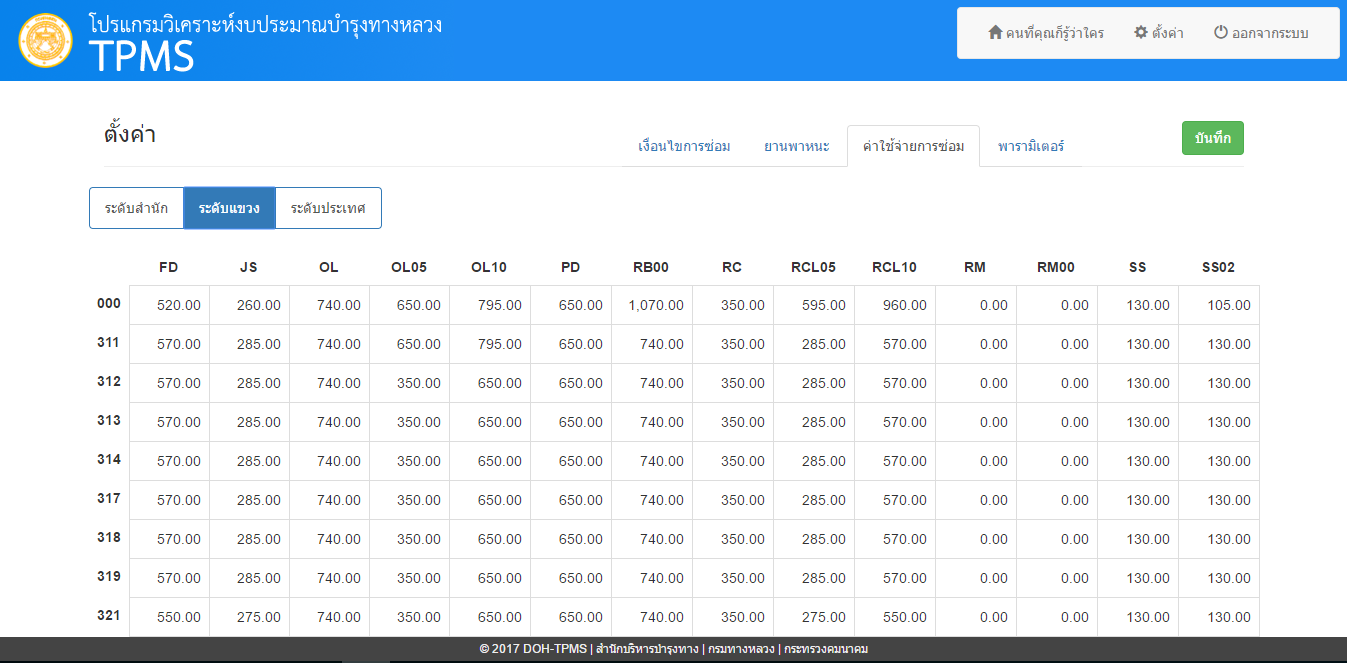 โปรแกรมวิเคราะห์งบประมาณบำรุงทางหลวง
TPMS
คนที่คุณก็รู้ว่าใคร ตั้งค่า ออกจากระบบ
ตั้งค่า
เงื่อนไขการซ่อม ยานพาหนะ ค่าใช้จ่ายการซ่อม พารามิเตอร์
บันทึก
ระดับสำนัก ระดับแขวง ระดับประเทศ
FD JS OL OL05 OL10 PD RB00 RC RCL05 RCL10 RM RM00 SS SS02
000 520.00 260.00 740.00 650.00 795.00 650.00 1,070.00 350.00 595.00 960.00 0.00 0.00 130.00 105.00
311 570.00 285.00 740.00 650.00 795.00 650.00 740.00 350.00 285.00 570.00 0.00 0.00 130.00 130.00
312 570.00 285.00 740.00 350.00 650.00 650.00 740.00 350.00 285.00 570.00 0.00 0.00 130.00 130.00
313 570.00 285.00 740.00 350.00 650.00 650.00 740.00 350.00 285.00 570.00 0.00 0.00 130.00 130.00
314 570.00 285.00 740.00 350.00 650.00 650.00 740.00 350.00 285.00 570.00 0.00 0.00 130.00 130.00
317 570.00 285.00 740.00 350.00 650.00 650.00 740.00 350.00 285.00 570.00 0.00 0.00 130.00 130.00
318 570.00 285.00 740.00 350.00 650.00 650.00 740.00 350.00 285.00 570.00 0.00 0.00 130.00 130.00
319 570.00 285.00 740.00 350.00 650.00 650.00 740.00 350.00 285.00 570.00 0.00 0.00 130.00 130.00
321 550.00 275.00 740.00 350.00 650.00 650.00 740.00 350.00 275.00 550.00 0.00 0.00 130.00 130.00
© 2017 DOH-TPMS | สำนักบริหารบำรุงทาง | กรมทางหลวง | กระทรวงคมนาคม